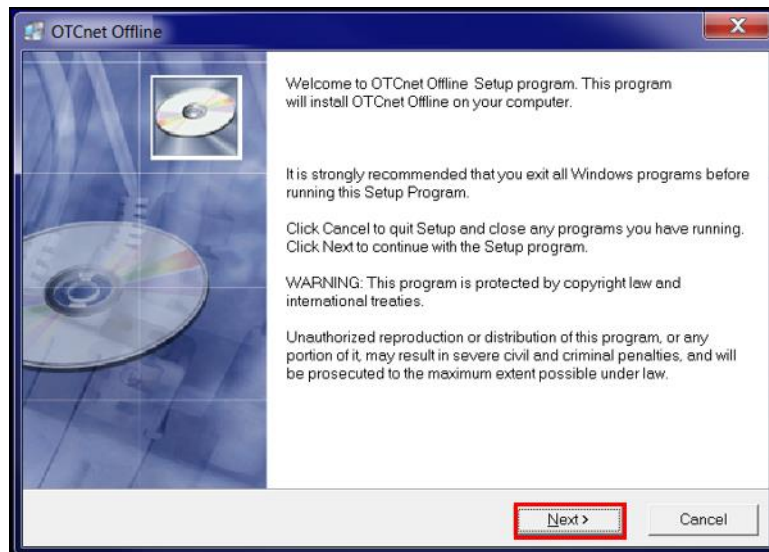 OTCnet Offline
Welcome to OTCnet Offline Setup program. This program
will install OTCnet Offline on your computer.
It is strongly recommended that you exit all Windows programs before
running this Setup Program.
Click Cancel to quit Setup and close any programs you have running.
Click Next to continue with the Setup program.
WARNING: This program is protected by copyright law and
international treaties.
Unauthorized reproduction or distribution of this program, or any
portion of it, may result in severe civil and criminal penalties, and will
be prosecuted to the maximum extent possible under law.
Next >
Cancel